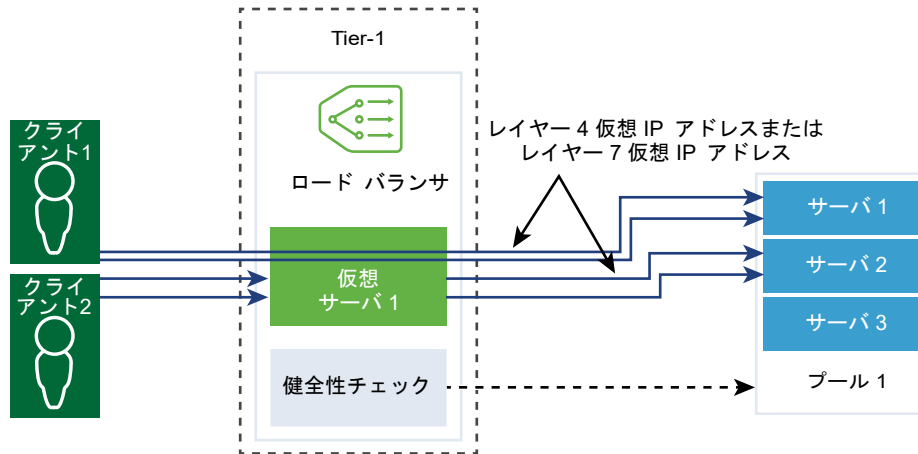 Tier-1
ロード バランサ
クライ
アント1
クライ
アント2
仮想
サーバ 1
健全性チェック
レイヤー 4 仮想 IP アドレスまたは
レイヤー 7 仮想 IP アドレス
サーバ 1
サーバ 2
サーバ 3
プール 1